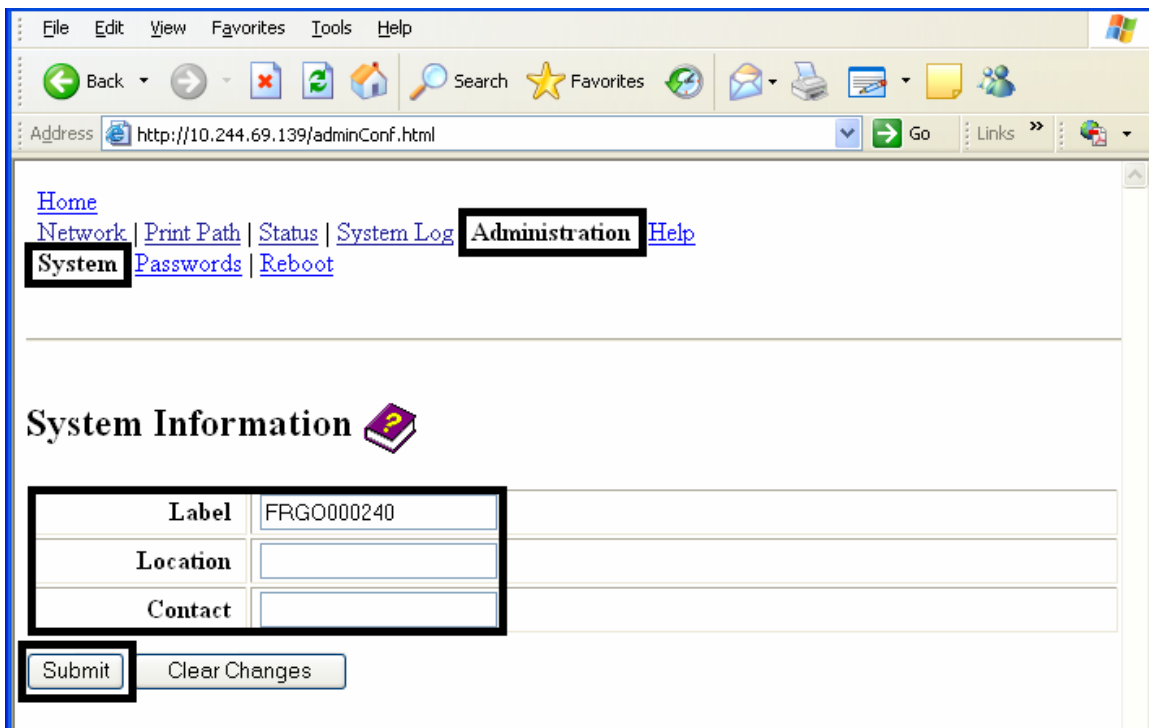 File Edit View Favorites Tools Help
Back Search Favorites
Address http://10.244.69.139/adminConf.html Go Links »
Home
Network | Print Path | Status | System Log Administration Help
System Passwords | Reboot
System Information ?
Label FRGO000240
Location
Contact
Submit Clear Changes